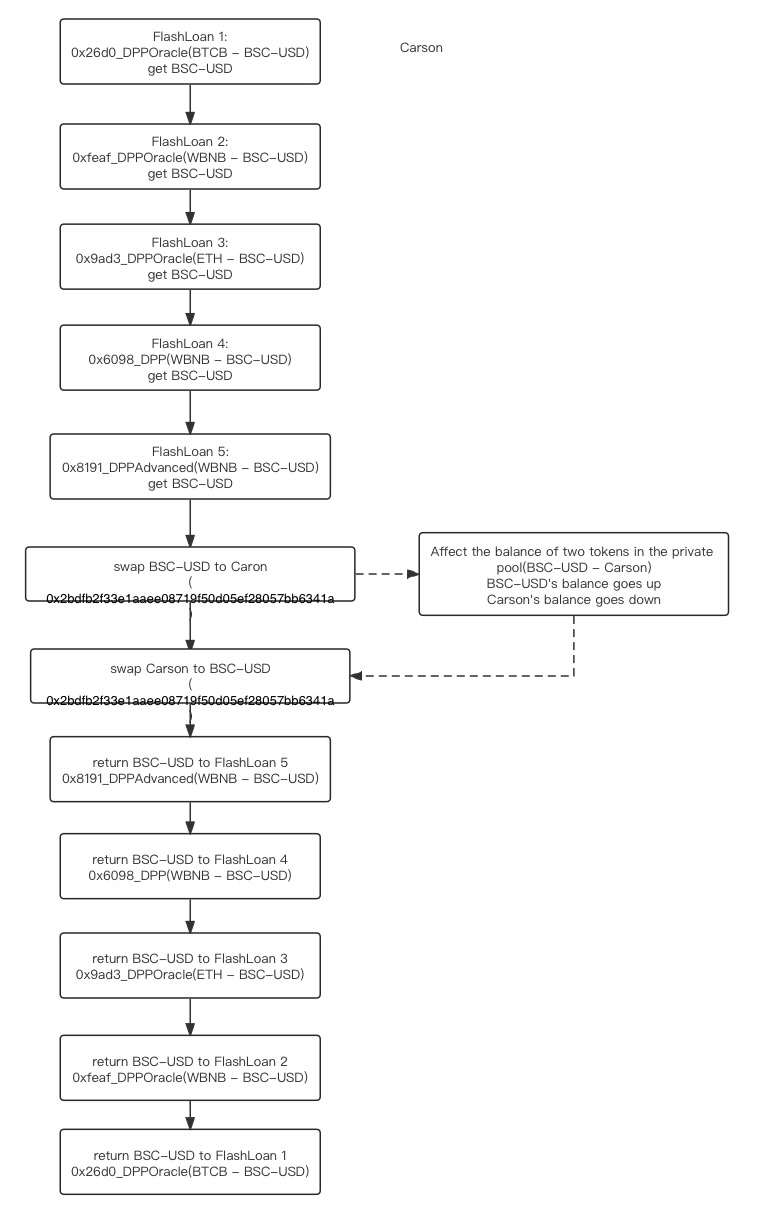 FlashLoan 1:
0x26d0_DPPOracle(BTCB – BSC–USD)
get BSC–USD
Carson
FlashLoan 2:
0xfeaf_DPPOracle(WBNB – BSC–USD)
get BSC–USD
FlashLoan 3:
0x9ad3_DPPOracle(ETH – BSC–USD)
get BSC–USD
FlashLoan 4:
0x6098_DPP(WBNB – BSC–USD)
get BSC–USD
FlashLoan 5:
0x8191_DPPAdvanced(WBNB – BSC–USD)
get BSC–USD
swap BSC–USD to Caron
(
0x2bdfb2f33e1aaee08719f50d05ef28057bb6341a
)
Affect the balance of two tokens in the private
pool(BSC–USD – Carson)
BSC–USD's balance goes up
Carson's balance goes down
swap Carson to BSC–USD
(
0x2bdfb2f33e1aaee08719f50d05ef28057bb6341a
)
return BSC–USD to FlashLoan 5
0x8191_DPPAdvanced(WBNB – BSC–USD)
return BSC–USD to FlashLoan 4
0x6098_DPP(WBNB – BSC–USD)
return BSC–USD to FlashLoan 3
0x9ad3_DPPOracle(ETH – BSC–USD)
return BSC–USD to FlashLoan 2
0xfeaf_DPPOracle(WBNB – BSC–USD)
return BSC–USD to FlashLoan 1
0x26d0_DPPOracle(BTCB – BSC–USD)